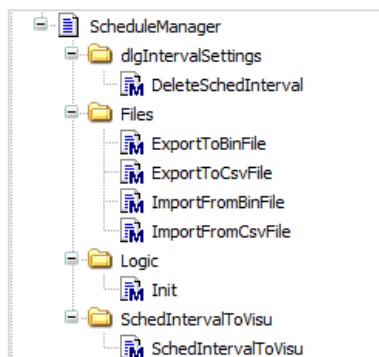 ScheduleManager
dlgIntervalSettings
DeleteSchedInterval
Files
ExportToBinFile
ExportToCsvFile
ImportFromBinFile
ImportFromCsvFile
Logic
Init
SchedIntervalToVisu
SchedIntervalToVisu